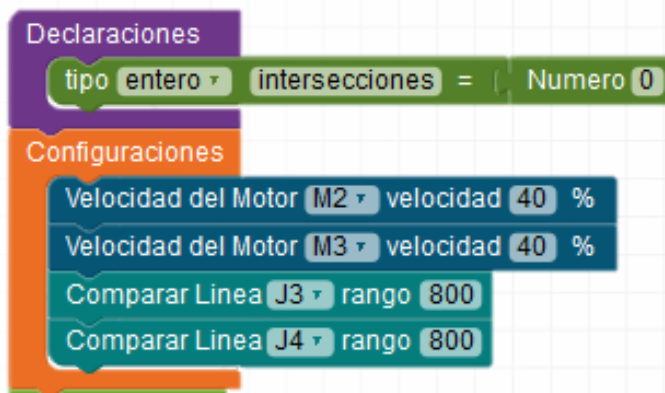 Declaraciones
tipo entero intersecciones = Numero 0
Configuraciones
Velocidad del Motor M2 velocidad 40 %
Velocidad del Motor M3 velocidad 40 %
Comparar Linea J3 rango 800
Comparar Linea J4 rango 800